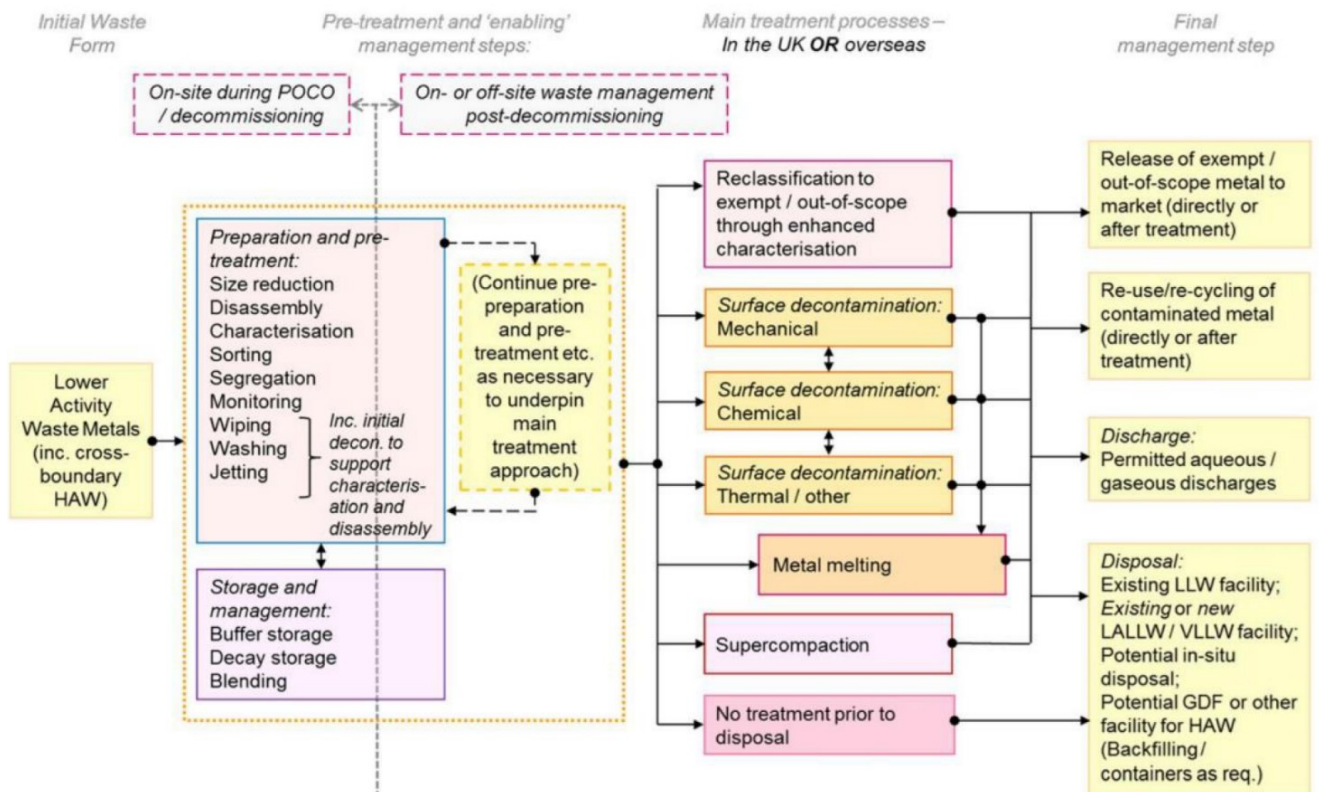 Initial Waste
Form
Pre-treatment and ‘enabling’
management steps:
Main treatment processes –
In the UK OR overseas
Final
management step
On-site during POCO
/ decommissioning
On- or off-site waste management
post-decommissioning
Lower
Activity
Waste Metals
(inc. cross-
boundary
HAW)
Preparation and pre-
treatment:
Size reduction
Disassembly
Characterisation
Sorting
Segregation
Monitoring
Wiping
Washing
Jetting
Inc. initial
decon. to
support
characteris-
ation and
disassembly
(Continue pre-
preparation
and pre-
treatment etc.
as necessary
to underpin
main
treatment
approach)
Storage and
management:
Buffer storage
Decay storage
Blending
Reclassification to
exempt / out-of-scope
through enhanced
characterisation
Surface decontamination:
Mechanical
Surface decontamination:
Chemical
Surface decontamination:
Thermal / other
Metal melting
Supercompaction
No treatment prior to
disposal
Release of exempt /
out-of-scope metal to
market (directly or
after treatment)
Re-use/re-cycling of
contaminated metal
(directly or after
treatment)
Discharge:
Permitted aqueous /
gaseous discharges
Disposal:
Existing LLW facility;
Existing or new
LALLW / VLLW facility;
Potential in-situ
disposal;
Potential GDF or other
facility for HAW
(Backfilling /
containers as req.)